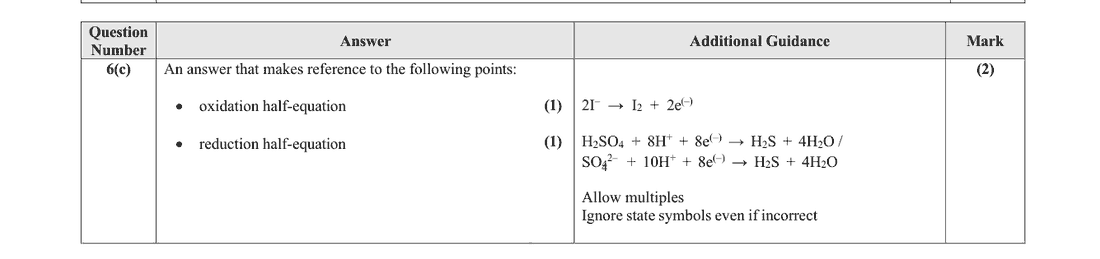 Question Number Answer Additional Guidance Mark
6(c) An answer that makes reference to the following points: (2)
• oxidation half-equation (1) 2I⁻ → I₂ + 2e⁽⁻⁾
• reduction half-equation (1) H₂SO₄ + 8H⁺ + 8e⁽⁻⁾ → H₂S + 4H₂O /
SO₄²⁻ + 10H⁺ + 8e⁽⁻⁾ → H₂S + 4H₂O
Allow multiples
Ignore state symbols even if incorrect